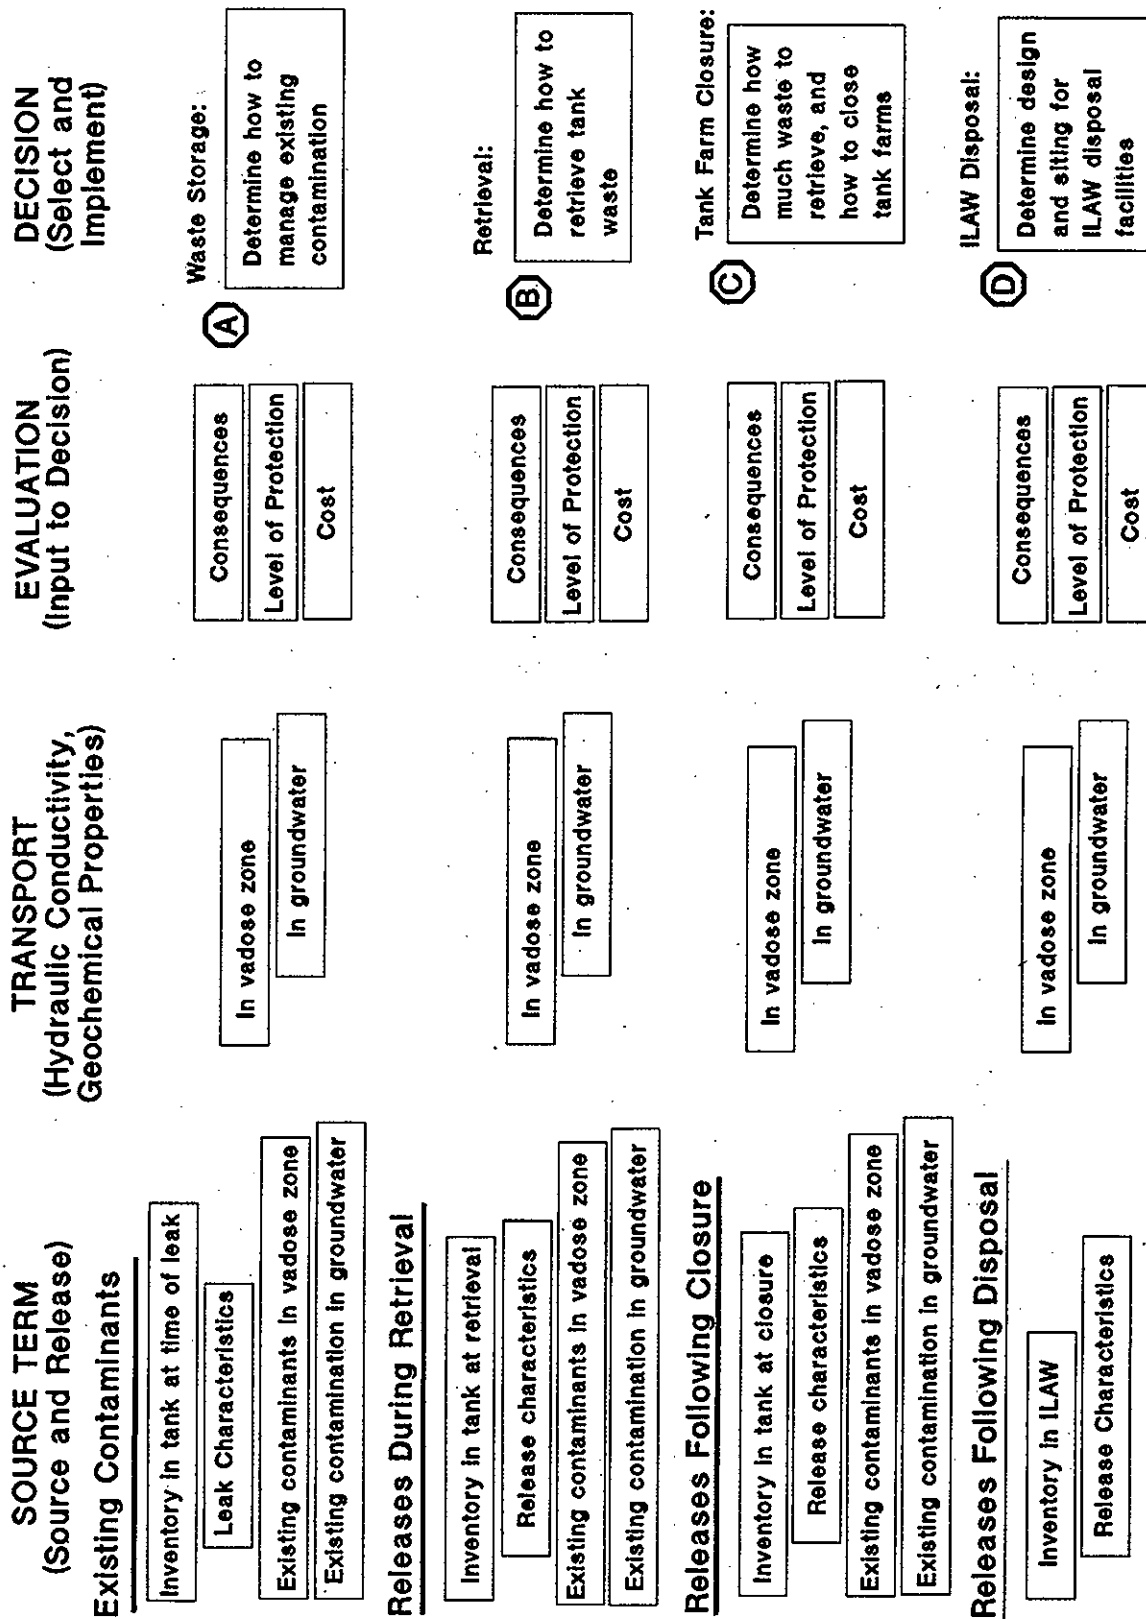 SOURCE TERM
(Source and Release)
TRANSPORT
(Hydraulic Conductivity,
Geochemical Properties)
EVALUATION
(Input to Decision)
DECISION
(Select and
Implement)
Existing Contaminants
Inventory in tank at time of leak
Leak Characteristics
Existing contaminants in vadose zone
Existing contamination in groundwater
In vadose zone
In groundwater
Consequences
Level of Protection
Cost
A
Waste Storage:
Determine how to
manage existing
contamination
Releases During Retrieval
Inventory in tank at retrieval
Release characteristics
Existing contaminants in vadose zone
Existing contamination in groundwater
In vadose zone
In groundwater
Consequences
Level of Protection
Cost
B
Retrieval:
Determine how to
retrieve tank
waste
Releases Following Closure
Inventory in tank at closure
Release characteristics
Existing contaminants in vadose zone
Existing contamination in groundwater
In vadose zone
In groundwater
Consequences
Level of Protection
Cost
C
Tank Farm Closure:
Determine how
much waste to
retrieve, and
how to close
tank farms
Releases Following Disposal
Inventory in ILAW
Release Characteristics
In vadose zone
In groundwater
Consequences
Level of Protection
Cost
D
ILAW Disposal:
Determine design
and siting for
ILAW disposal
facilities